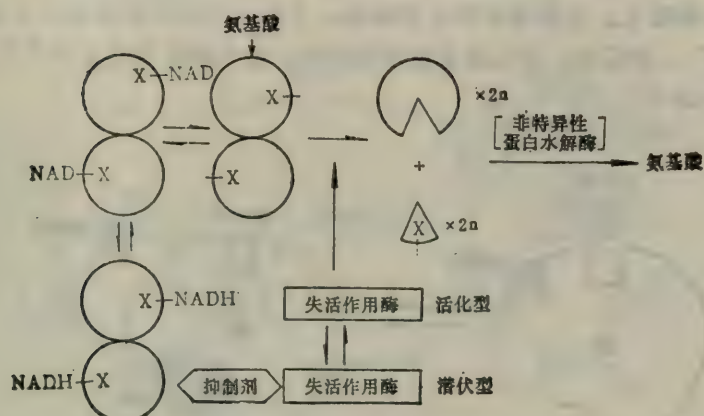 氨基酸
X NAD
X
NAD X
X
×2n
[非特异性
蛋白水解酶]
氨基酸
+
X ×2n
X NADH
NADH X
失活作用酶 活化型
抑制剂 失活作用酶 潜伏型